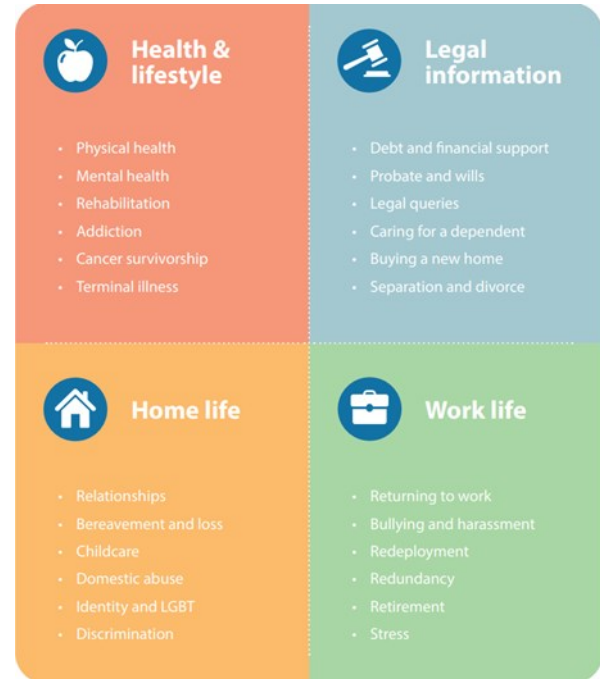 Health &
lifestyle
• Physical health
• Mental health
• Rehabilitation
• Addiction
• Cancer survivorship
• Terminal illness
Legal
information
• Debt and financial support
• Probate and wills
• Legal queries
• Caring for a dependent
• Buying a new home
• Separation and divorce
Home life
• Relationships
• Bereavement and loss
• Childcare
• Domestic abuse
• Identity and LGBT
• Discrimination
Work life
• Returning to work
• Bullying and harassment
• Redeployment
• Redundancy
• Retirement
• Stress